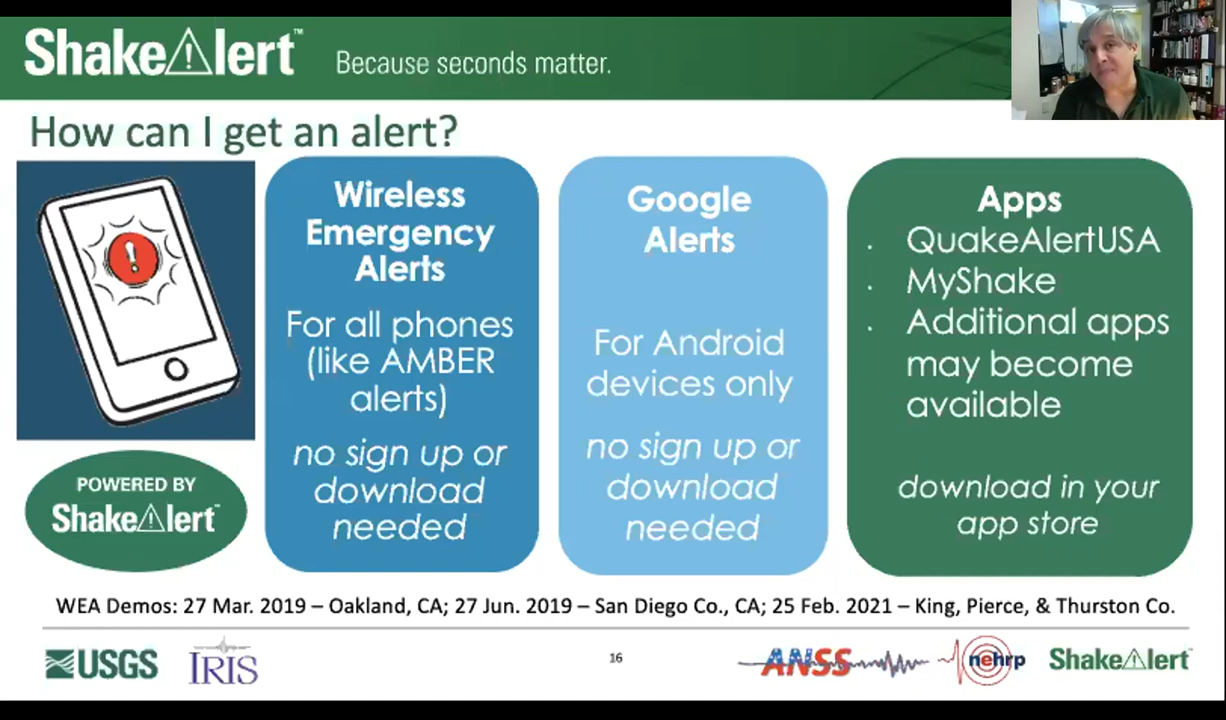 ShakeAlert™ Because seconds matter.
How can I get an alert?
!
POWERED BY
ShakeAlert™
Wireless
Emergency
Alerts
For all phones
(like AMBER
alerts)
no sign up or
download
needed
Google
Alerts
For Android
devices only
no sign up or
download
needed
Apps
. QuakeAlertUSA
. MyShake
. Additional apps
may become
available
download in your
app store
WEA Demos: 27 Mar. 2019 – Oakland, CA; 27 Jun. 2019 – San Diego Co., CA; 25 Feb. 2021 – King, Pierce, & Thurston Co.
USGS IRIS 16 ANSS nehrp ShakeAlert™